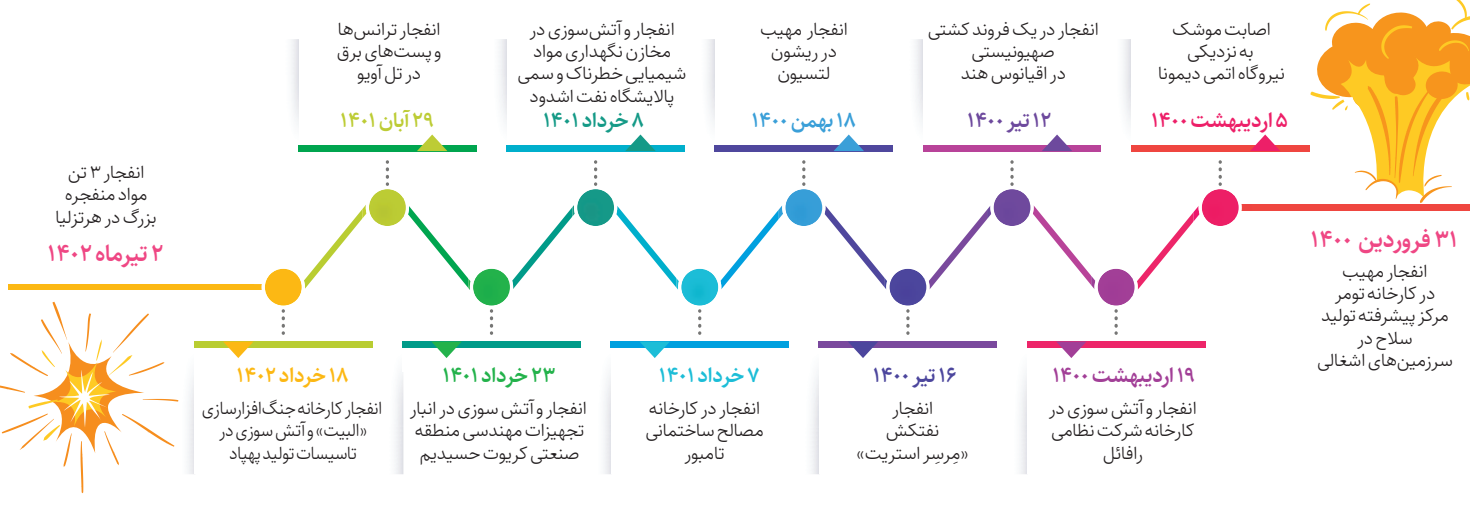 ۳۱ فروردین ۱۴۰۰
انفجار مهیب
در کارخانه تومر
مرکز پیشرفته تولید
سلاح در
سرزمین‌های اشغالی
اصابت موشک
به نزدیکی
نیروگاه اتمی دیمونا
۵ اردیبهشت ۱۴۰۰
۱۹ اردیبهشت ۱۴۰۰
انفجار و آتش سوزی در
کارخانه شرکت نظامی
رافائل
انفجار در یک فروند کشتی
صهیونیستی
در اقیانوس هند
۱۲ تیر ۱۴۰۰
۱۶ تیر ۱۴۰۰
انفجار
نفتکش
«مِرسِر استریت»
انفجار مهیب
در ریشون
لتسیون
۱۸ بهمن ۱۴۰۰
۷ خرداد ۱۴۰۱
انفجار در کارخانه
مصالح ساختمانی
تامبور
انفجار و آتش‌سوزی در
مخازن نگهداری مواد
شیمیایی خطرناک و سمی
پالایشگاه نفت اشدود
۸ خرداد ۱۴۰۱
۲۳ خرداد ۱۴۰۱
انفجار و آتش سوزی در انبار
تجهیزات مهندسی منطقه
صنعتی کریوت حسیدیم
انفجار ترانس‌ها
و پست‌های برق
در تل آویو
۲۹ آبان ۱۴۰۱
۱۸ خرداد ۱۴۰۲
انفجار کارخانه جنگ‌افزارسازی
«البیت» و آتش سوزی در
تاسیسات تولید پهپاد
انفجار ۳ تن
مواد منفجره
بزرگ در هرتزلیا
۲ تیرماه ۱۴۰۲